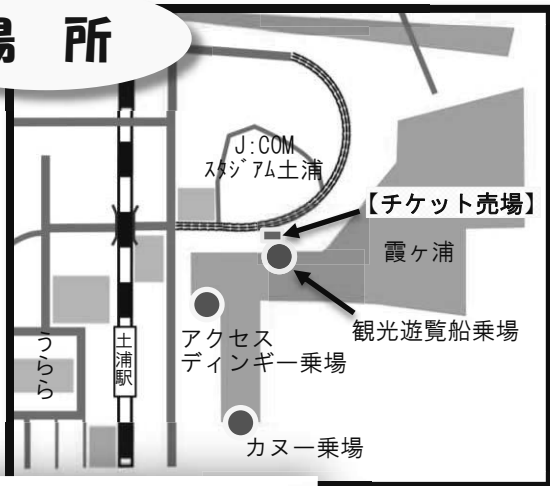 場所
J:COM
スタジアム土浦
【チケット売場】
霞ヶ浦
観光遊覧船乗場
アクセス
ディンギー乗場
カヌー乗場
土浦駅
うらら